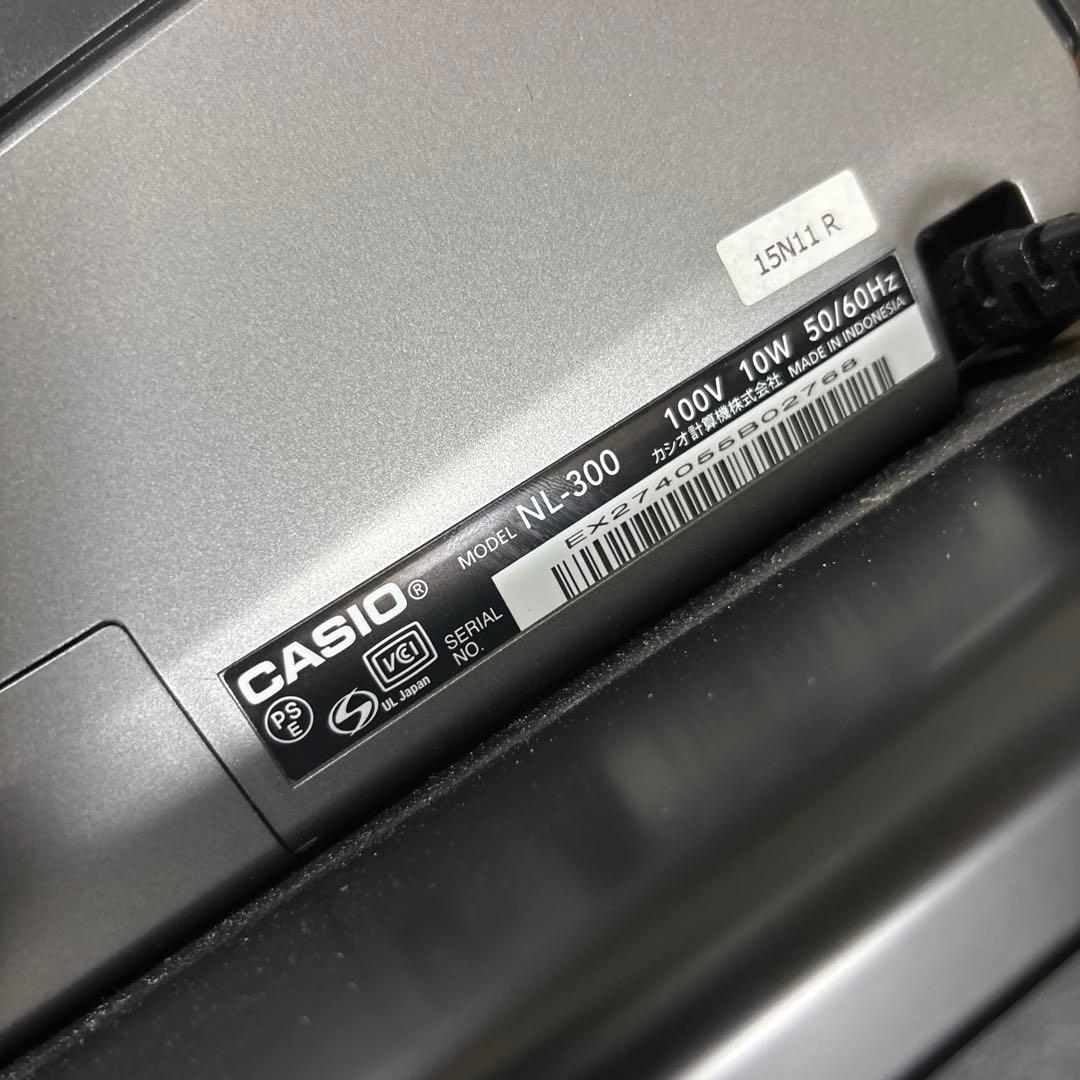 15N11 R
CASIO® MODEL NL-300 100V 10W 50/60Hz
カシオ計算機株式会社 MADE IN INDONESIA
PS
E
VCI
UL Japan
SERIAL
NO.
EX274055B02768